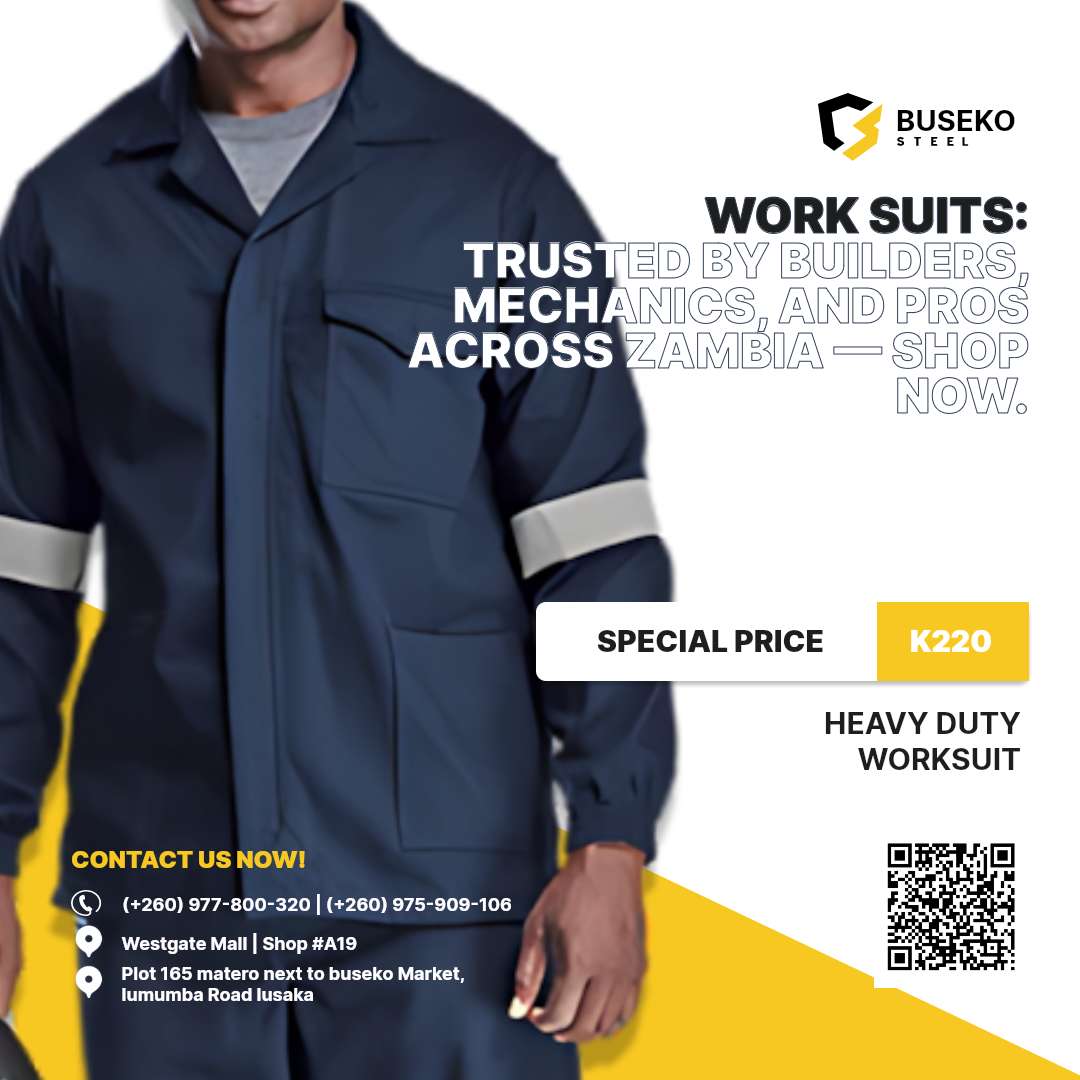 BUSEKO
STEEL
WORK SUITS:
TRUSTED BY BUILDERS,
MECHANICS, AND PROS
ACROSS ZAMBIA — SHOP
NOW.
SPECIAL PRICE K220
HEAVY DUTY
WORKSUIT
CONTACT US NOW!
(+260) 977-800-320 | (+260) 975-909-106
Westgate Mall | Shop #A19
Plot 165 matero next to buseko Market,
lumumba Road lusaka